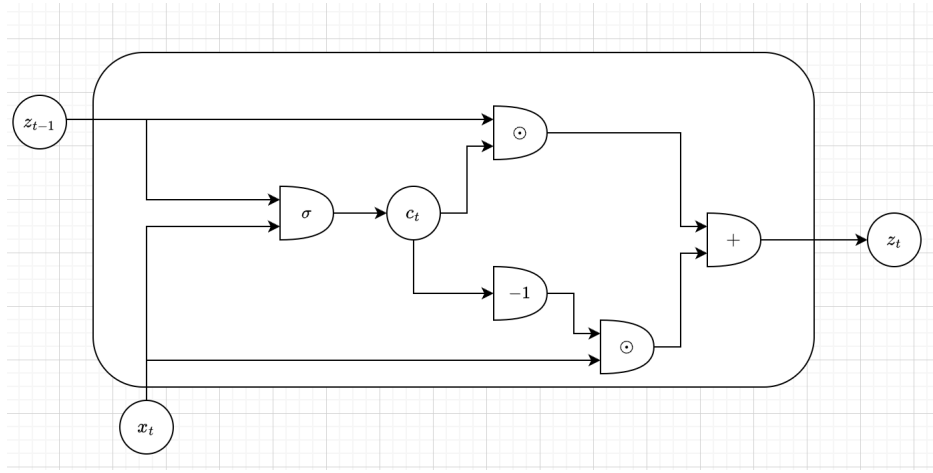 z_{t-1}
⊙
σ
c_t
+
z_t
−1
⊙
x_t